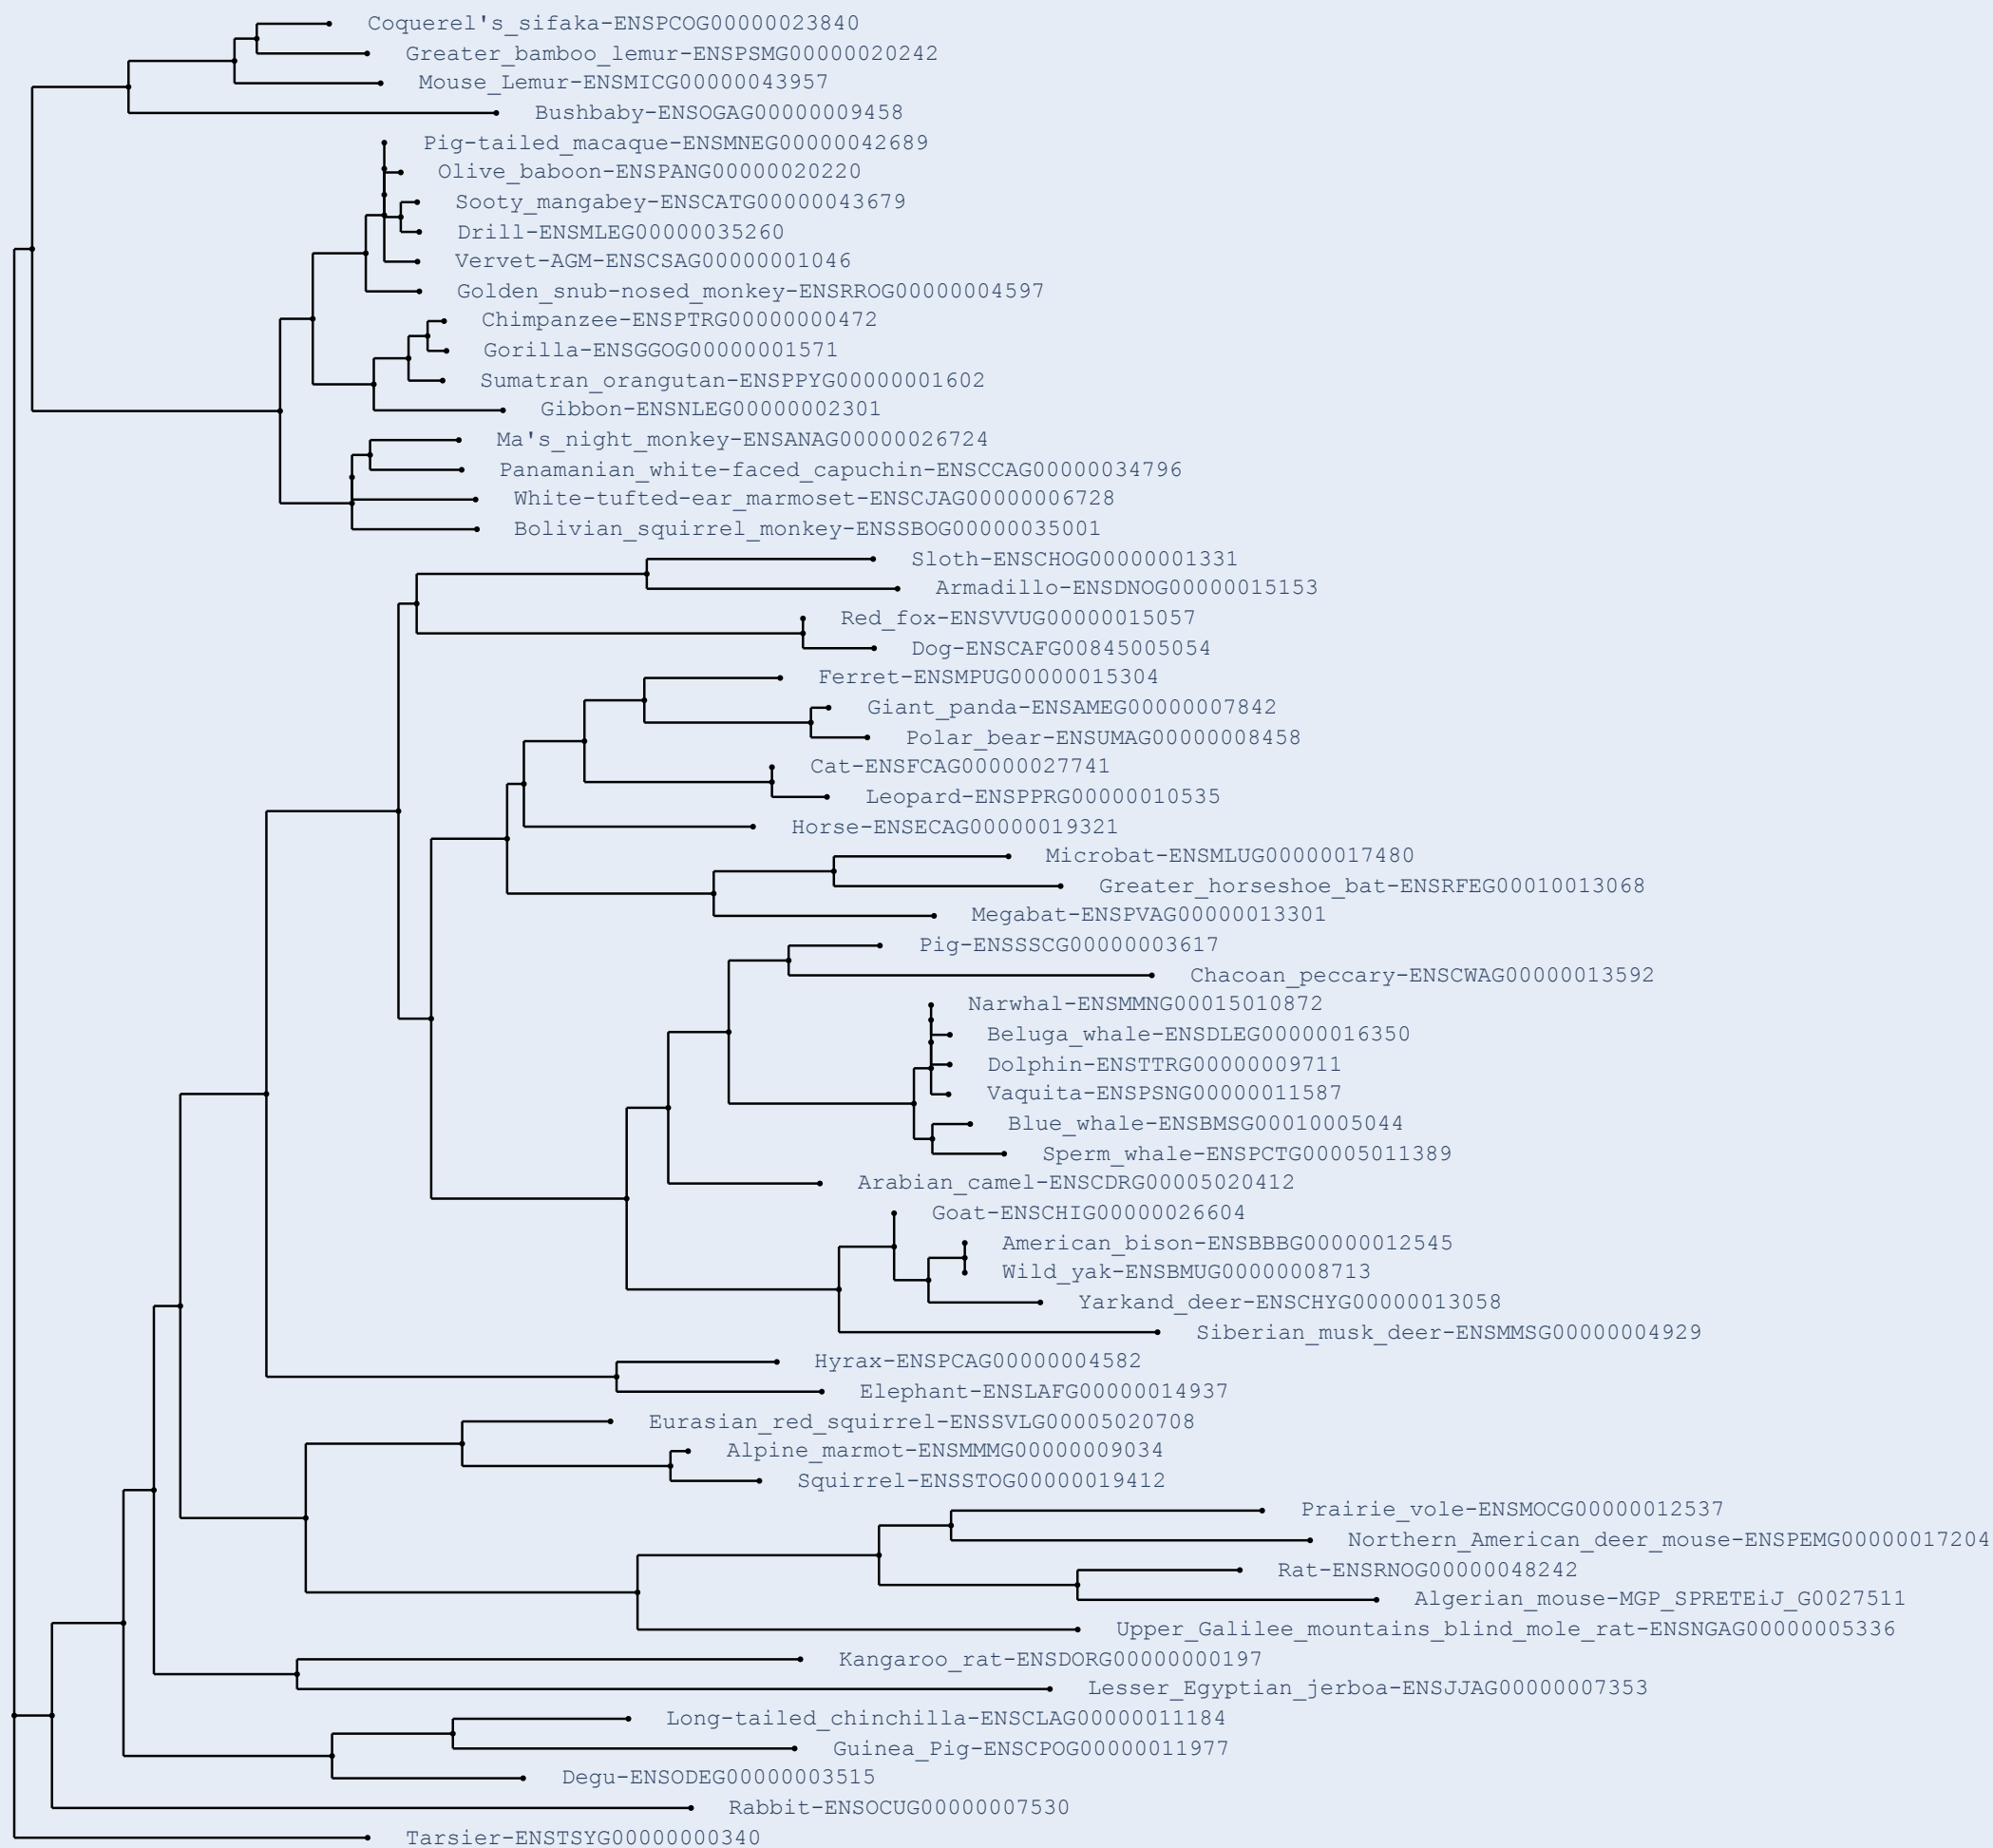 Coquerel's_sifaka-ENSPCOG00000023840
Greater_bamboo_lemur-ENSPSMG00000020242
Mouse_Lemur-ENSMICG00000043957
Bushbaby-ENSOGAG00000009458
Pig-tailed_macaque-ENSMNEG00000042689
Olive_baboon-ENSPANG00000020220
Sooty_mangabey-ENSCATG00000043679
Drill-ENSMLEG00000035260
Vervet-AGM-ENSCSAG00000001046
Golden_snub-nosed_monkey-ENSRROG00000004597
Chimpanzee-ENSPTRG00000000472
Gorilla-ENSGGOG00000001571
Sumatran_orangutan-ENSPPYG00000001602
Gibbon-ENSNLEG00000002301
Ma's_night_monkey-ENSANAG00000026724
Panamanian_white-faced_capuchin-ENSCCAG00000034796
White-tufted-ear_marmoset-ENSCJAG00000006728
Bolivian_squirrel_monkey-ENSSBOG00000035001
Sloth-ENSCHOG00000001331
Armadillo-ENSDNOG00000015153
Red_fox-ENSVVUG00000015057
Dog-ENSCAFG00845005054
Ferret-ENSMPUG00000015304
Giant_panda-ENSAMEG00000007842
Polar_bear-ENSUMAG00000008458
Cat-ENSFCAG00000027741
Leopard-ENSPPRG00000010535
Horse-ENSECAG00000019321
Microbat-ENSMLUG00000017480
Greater_horseshoe_bat-ENSRFEG00010013068
Megabat-ENSPVAG00000013301
Pig-ENSSSCG00000003617
Chacoan_peccary-ENSCWAG00000013592
Narwhal-ENSMMNG00015010872
Beluga_whale-ENSDLEG00000016350
Dolphin-ENSTTRG00000009711
Vaquita-ENSPSNG00000011587
Blue_whale-ENSBMSG00010005044
Sperm_whale-ENSPCTG00005011389
Arabian_camel-ENSCDRG00005020412
Goat-ENSCHIG00000026604
American_bison-ENSBBBG00000012545
Wild_yak-ENSBMUG00000008713
Yarkand_deer-ENSCHYG00000013058
Siberian_musk_deer-ENSMMSG00000004929
Hyrax-ENSPCAG00000004582
Elephant-ENSLAFG00000014937
Eurasian_red_squirrel-ENSSVLG00005020708
Alpine_marmot-ENSMMMG00000009034
Squirrel-ENSSTOG00000019412
Prairie_vole-ENSMOCG00000012537
Northern_American_deer_mouse-ENSPEMG00000017204
Rat-ENSRNOG00000048242
Algerian_mouse-MGP_SPRETEiJ_G0027511
Upper_Galilee_mountains_blind_mole_rat-ENSNGAG00000005336
Kangaroo_rat-ENSDORG00000000197
Lesser_Egyptian_jerboa-ENSJJAG00000007353
Long-tailed_chinchilla-ENSCLAG00000011184
Guinea_Pig-ENSCPOG00000011977
Degu-ENSODEG00000003515
Rabbit-ENSOCUG00000007530
Tarsier-ENSTSYG00000000340